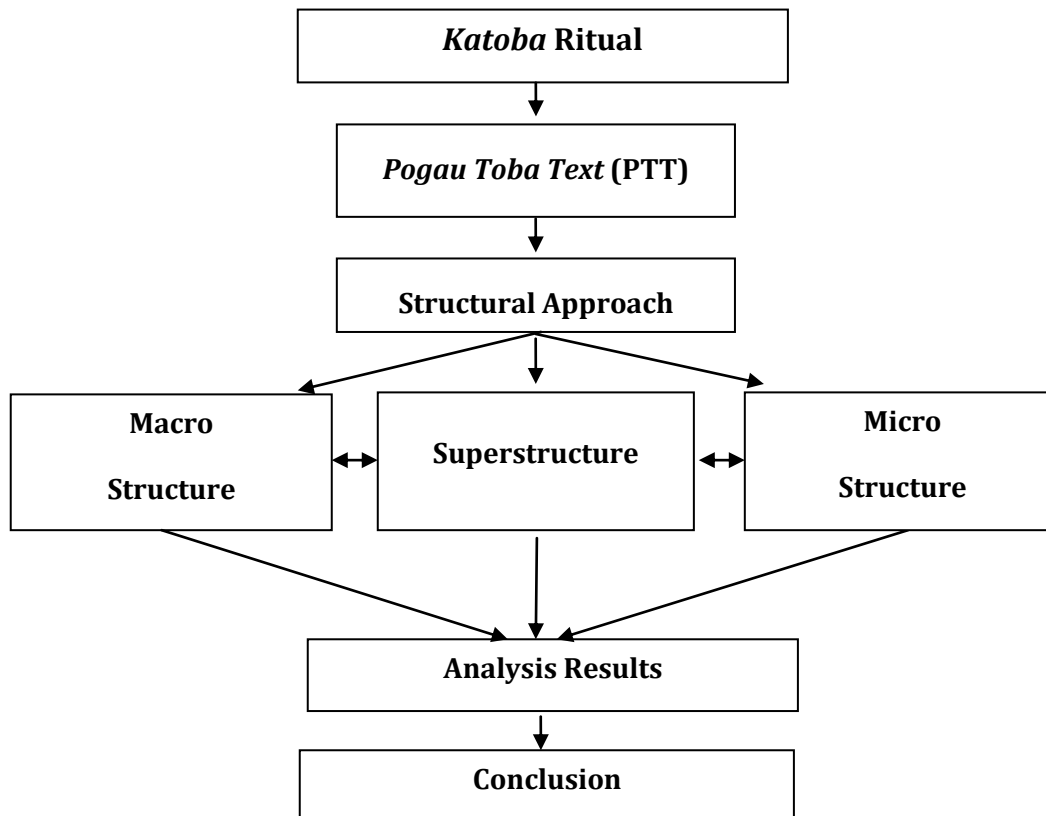 Katoba Ritual
Pogau Toba Text (PTT)
Structural Approach
Macro
Structure
Superstructure
Micro
Structure
Analysis Results
Conclusion